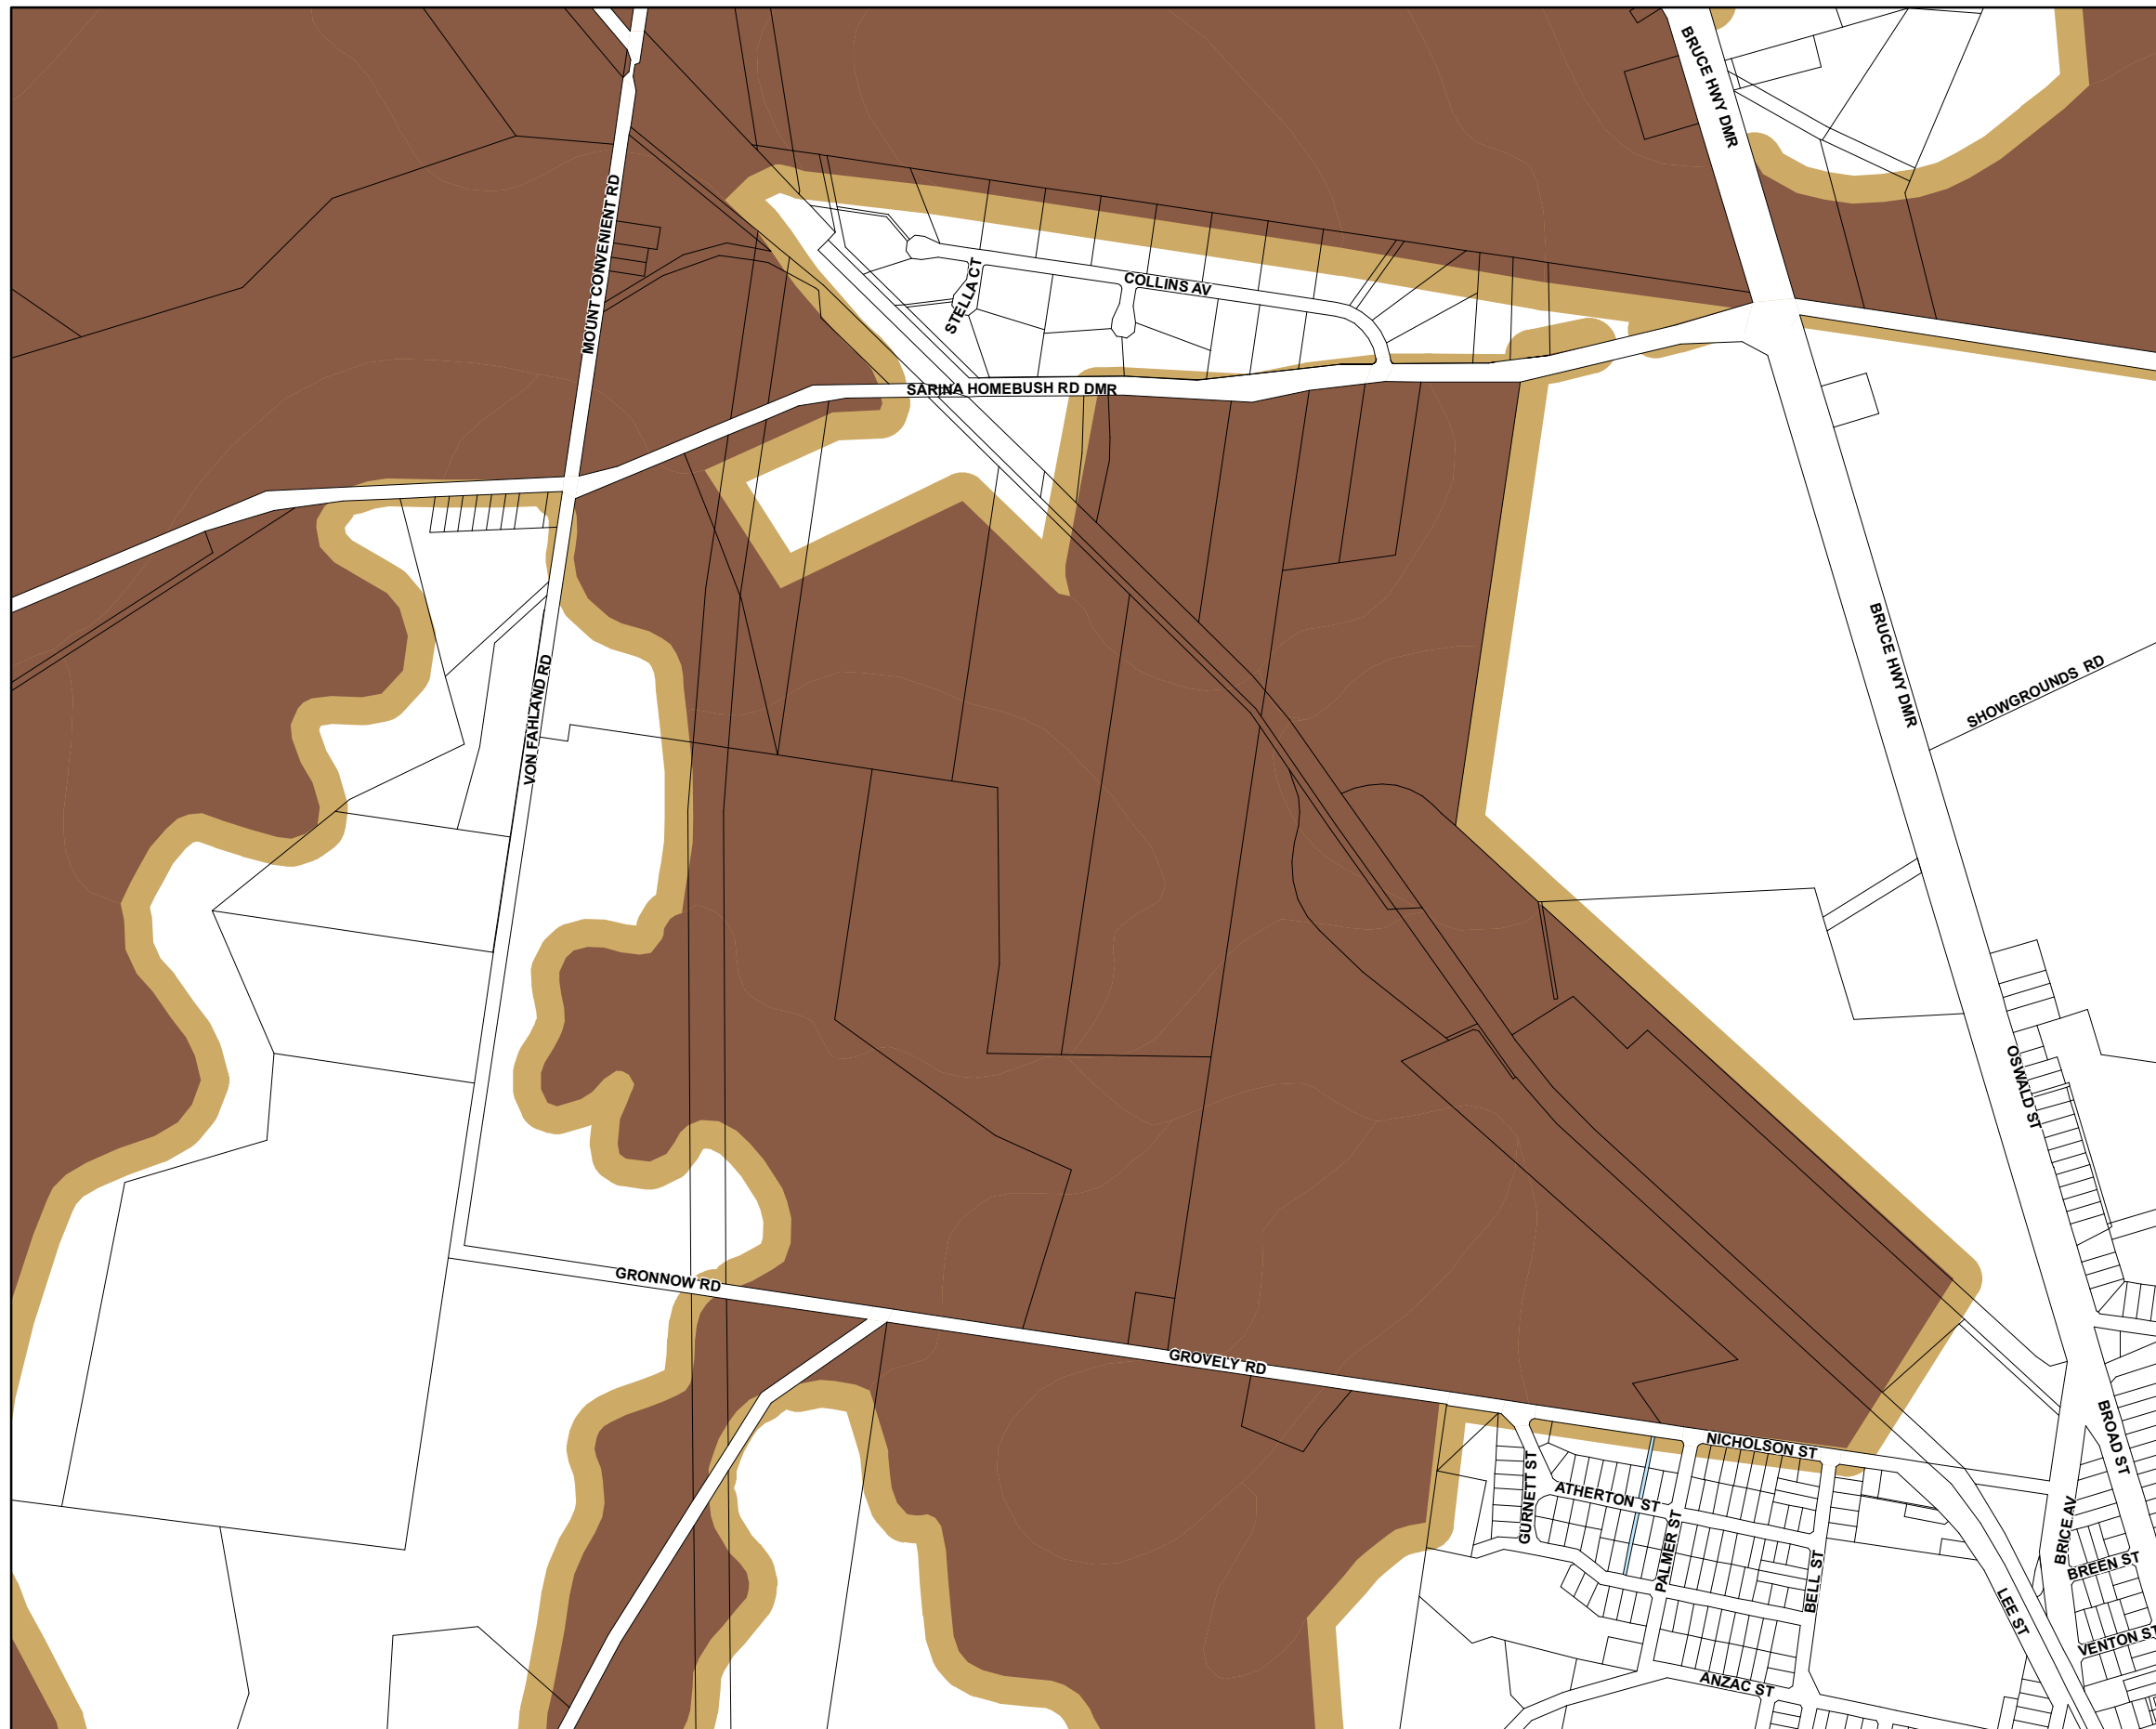 BRUCE HWY DMR
MOUNT CONVENIENT RD
COLLINS AV
STELLA CT
SARINA HOMEBUSH RD DMR
BRUCE HWY DMR
SHOWGROUNDS RD
VON FAHLAND RD
OSWALD ST
GRONNOW RD
GROVELY RD
NICHOLSON ST
BROAD ST
GURNETT ST
ATHERTON ST
PALMER ST
BELL ST
BRICE AV
BREEN ST
LEE ST
VENTON ST
ANZAC ST